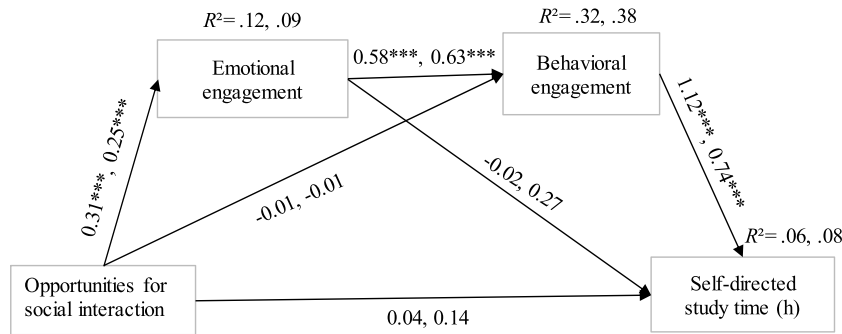 R²= .12, .09
R²= .32, .38
Emotional
engagement
0.58***, 0.63***
Behavioral
engagement
0.31***, 0.25***
-0.01, -0.01
-0.02, 0.27
1.12***, 0.74***
R²= .06, .08
Opportunities for
social interaction
0.04, 0.14
Self-directed
study time (h)